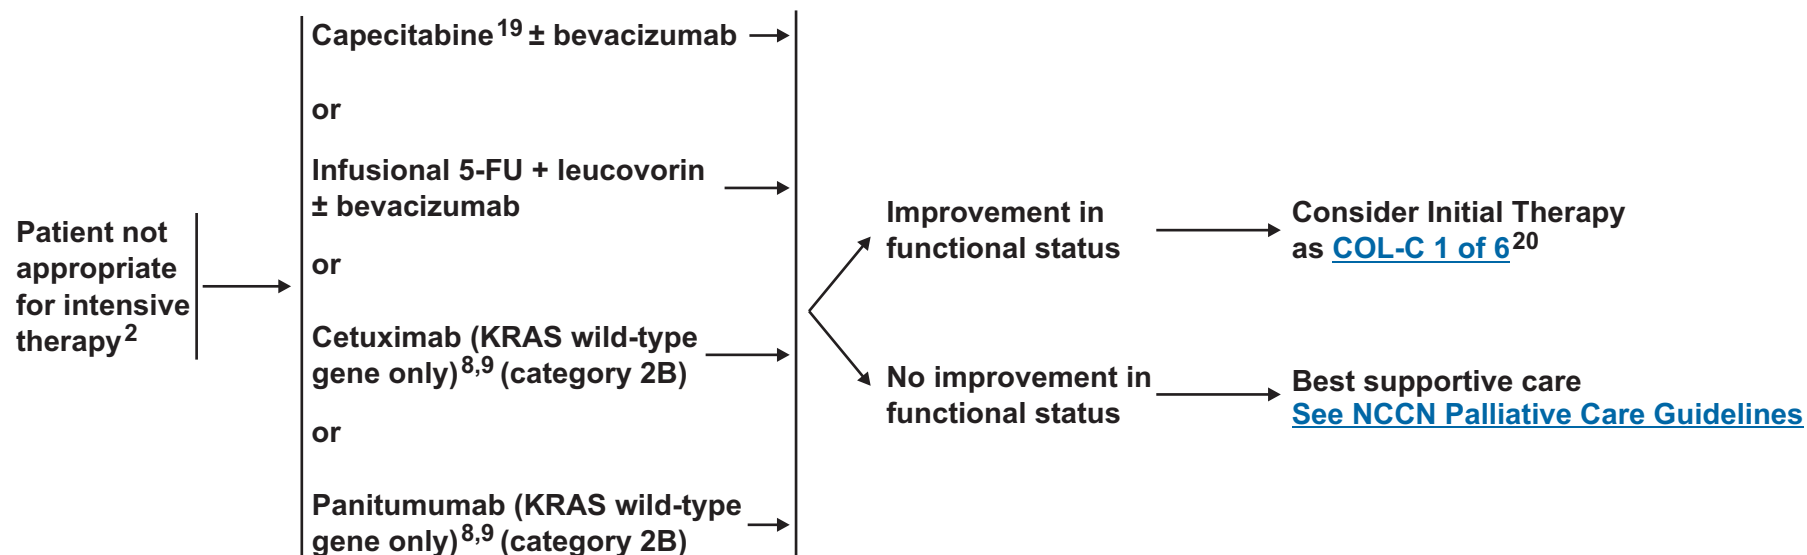 Patient not
appropriate
for intensive
therapy2
Capecitabine19 ± bevacizumab
or
Infusional 5-FU + leucovorin
± bevacizumab
or
Cetuximab (KRAS wild-type
gene only)8,9 (category 2B)
or
Panitumumab (KRAS wild-type
gene only)8,9 (category 2B)
Improvement in
functional status
Consider Initial Therapy
as COL-C 1 of 620
No improvement in
functional status
Best supportive care
See NCCN Palliative Care Guidelines